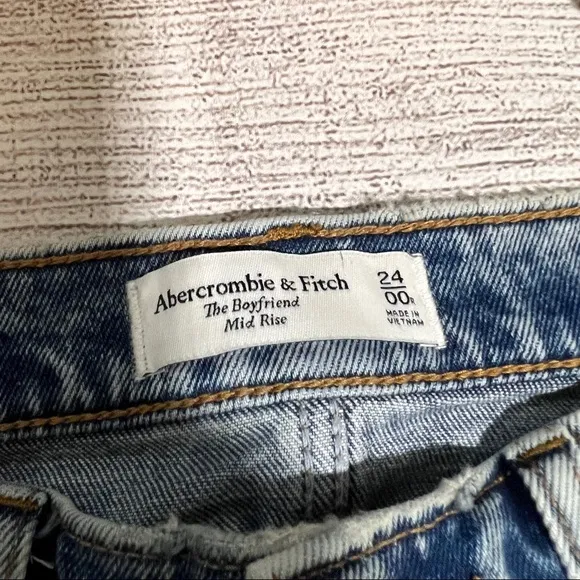 Abercrombie & Fitch
The Boyfriend
Mid Rise
24
00R
MADE IN
VIETNAM